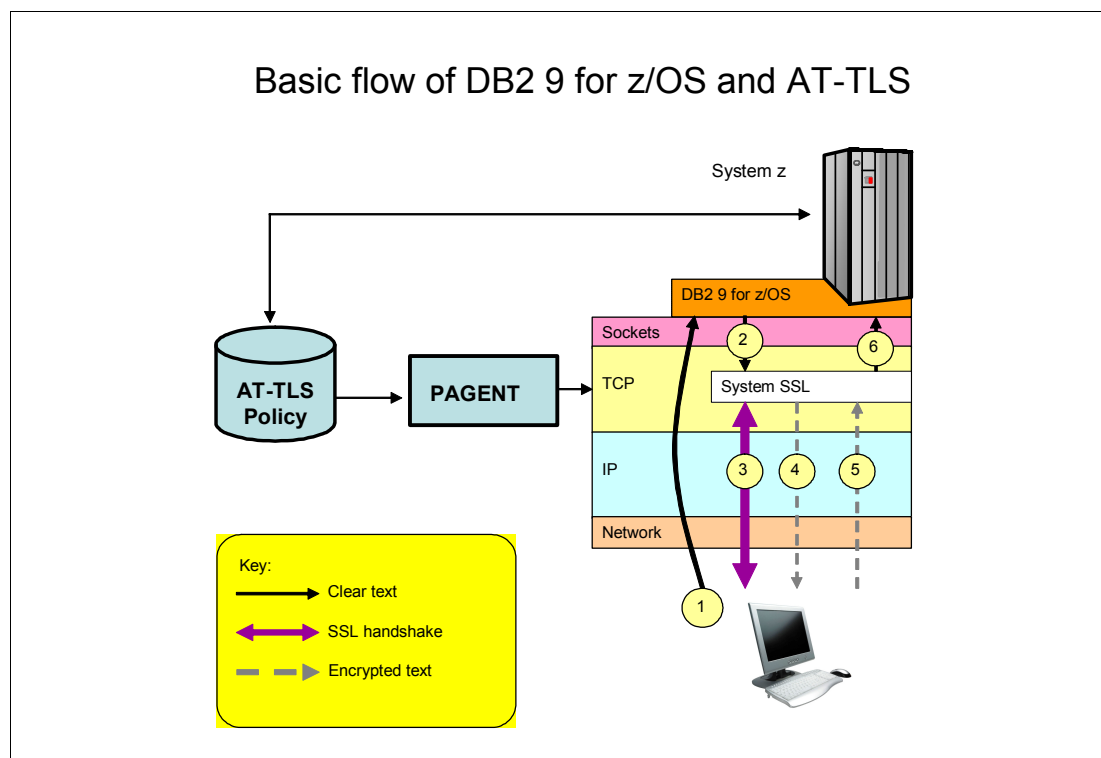 Basic flow of DB2 9 for z/OS and AT-TLS
System z
DB2 9 for z/OS
Sockets
2
6
TCP
System SSL
AT-TLS
Policy
PAGENT
IP
3
4
5
Network
Key:
Clear text
1
SSL handshake
Encrypted text